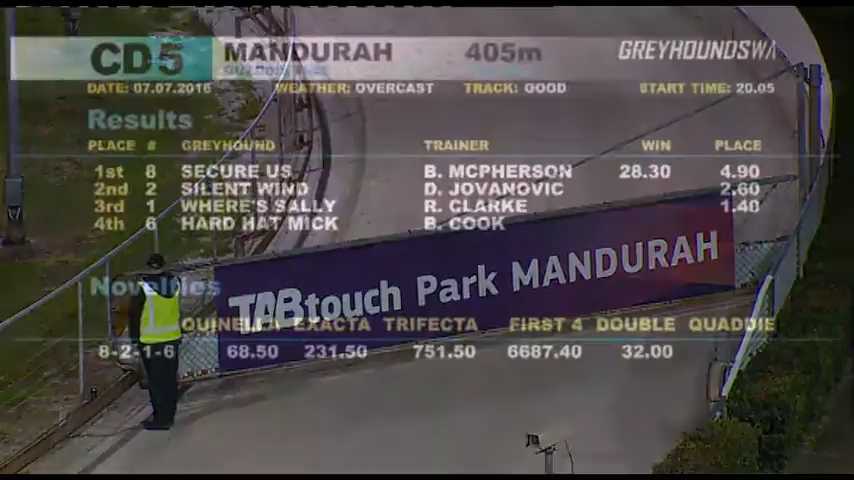 CD5 MANDURAH 405m GREYHOUNDSWA
DATE: 07.07.2016 WEATHER: OVERCAST TRACK: GOOD START TIME: 20.05
Results
PLACE # GREYHOUND TRAINER WIN PLACE
1st 8 SECURE US B. MCPHERSON 28.30 4.90
2nd 2 SILENT WIND D. JOVANOVIC 2.60
3rd 1 WHERE'S SALLY R. CLARKE 1.40
4th 6 HARD HAT MICK B. COOK
Novelties
TABtouch Park MANDURAH
QUINELLA EXACTA TRIFECTA FIRST 4 DOUBLE QUADDIE
8-2-1-6 68.50 231.50 751.50 6687.40 32.00